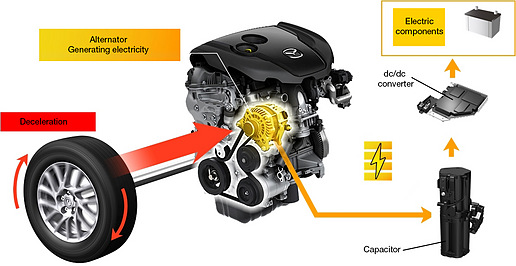 Alternator
Generating electricity
Electric
components
dc/dc
converter
Deceleration
Capacitor